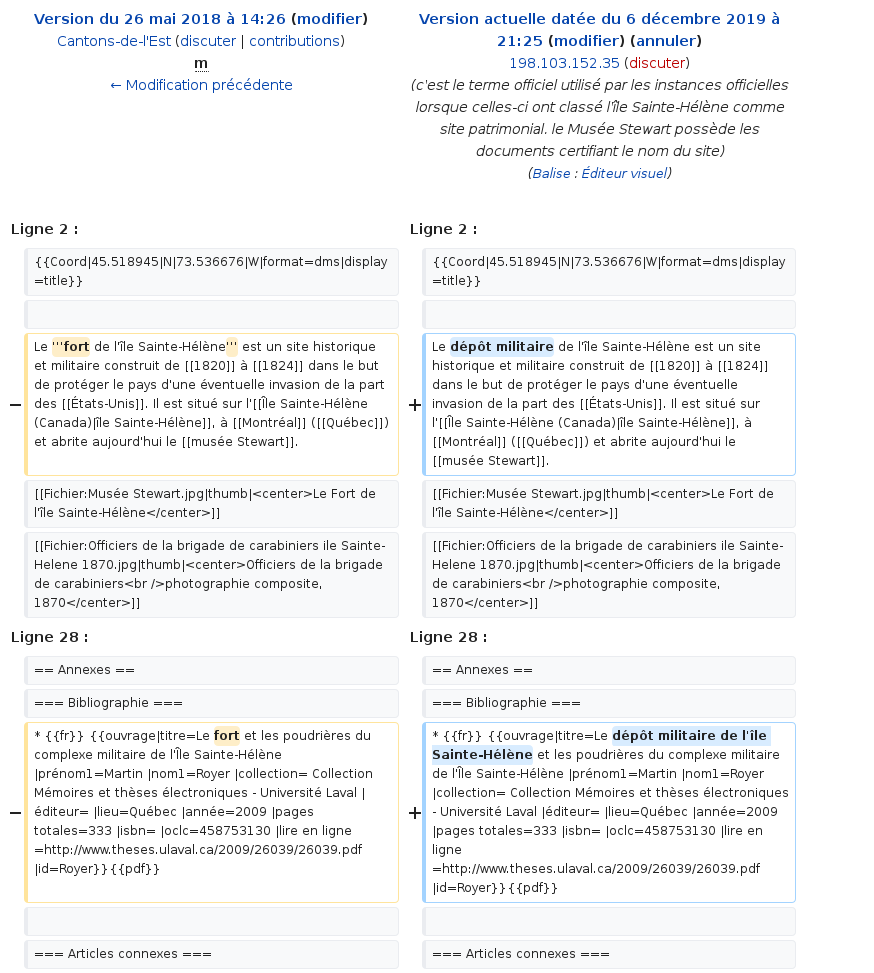 Version du 26 mai 2018 à 14:26 (modifier)
Cantons-de-l'Est (discuter | contributions)
m
← Modification précédente
Version actuelle datée du 6 décembre 2019 à
21:25 (modifier) (annuler)
198.103.152.35 (discuter)
(c'est le terme officiel utilisé par les instances officielles
lorsque celles-ci ont classé l'île Sainte-Hélène comme
site patrimonial. le Musée Stewart possède les
documents certifiant le nom du site)
(Balise : Éditeur visuel)
Ligne 2 :
Ligne 2 :
{{Coord|45.518945|N|73.536676|W|format=dms|display
=title}}
{{Coord|45.518945|N|73.536676|W|format=dms|display
=title}}
−
Le '''fort de l'île Sainte-Hélène''' est un site historique
et militaire construit de [[1820]] à [[1824]] dans le but
de protéger le pays d'une éventuelle invasion de la part
des [[États-Unis]]. Il est situé sur l'[[Île Sainte-Hélène
(Canada)|île Sainte-Hélène]], à [[Montréal]] ([[Québec]])
et abrite aujourd'hui le [[musée Stewart]].
+
Le dépôt militaire de l'île Sainte-Hélène est un site
historique et militaire construit de [[1820]] à [[1824]]
dans le but de protéger le pays d'une éventuelle
invasion de la part des [[États-Unis]]. Il est situé sur
l'[[Île Sainte-Hélène (Canada)|île Sainte-Hélène]], à
[[Montréal]] ([[Québec]]) et abrite aujourd'hui le
[[musée Stewart]].
[[Fichier:Musée Stewart.jpg|thumb|<center>Le Fort de
l'île Sainte-Hélène</center>]]
[[Fichier:Musée Stewart.jpg|thumb|<center>Le Fort de
l'île Sainte-Hélène</center>]]
[[Fichier:Officiers de la brigade de carabiniers ile Sainte-
Helene 1870.jpg|thumb|<center>Officiers de la brigade
de carabiniers<br />photographie composite,
1870</center>]]
[[Fichier:Officiers de la brigade de carabiniers ile Sainte-
Helene 1870.jpg|thumb|<center>Officiers de la brigade
de carabiniers<br />photographie composite,
1870</center>]]
Ligne 28 :
Ligne 28 :
== Annexes ==
== Annexes ==
=== Bibliographie ===
=== Bibliographie ===
−
* {{fr}} {{ouvrage|titre=Le fort et les poudrières du
complexe militaire de l'Île Sainte-Hélène
|prénom1=Martin |nom1=Royer |collection= Collection
Mémoires et thèses électroniques - Université Laval |
éditeur= |lieu=Québec |année=2009 |pages
totales=333 |isbn= |oclc=458753130 |lire en ligne
=http://www.theses.ulaval.ca/2009/26039/26039.pdf
|id=Royer}}{{pdf}}
+
* {{fr}} {{ouvrage|titre=Le dépôt militaire de l'île
Sainte-Hélène et les poudrières du complexe militaire
de l'Île Sainte-Hélène |prénom1=Martin |nom1=Royer
|collection= Collection Mémoires et thèses électroniques
- Université Laval |éditeur= |lieu=Québec |année=2009
|pages totales=333 |isbn= |oclc=458753130 |lire en
ligne
=http://www.theses.ulaval.ca/2009/26039/26039.pdf
|id=Royer}}{{pdf}}
=== Articles connexes ===
=== Articles connexes ===